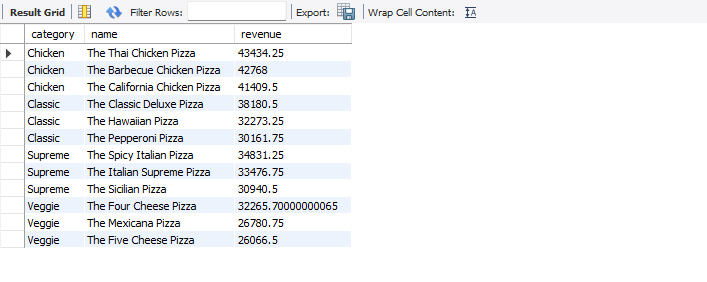 Result Grid Filter Rows: Export: Wrap Cell Content:
category name revenue
Chicken The Thai Chicken Pizza 43434.25
Chicken The Barbecue Chicken Pizza 42768
Chicken The California Chicken Pizza 41409.5
Classic The Classic Deluxe Pizza 38180.5
Classic The Hawaiian Pizza 32273.25
Classic The Pepperoni Pizza 30161.75
Supreme The Spicy Italian Pizza 34831.25
Supreme The Italian Supreme Pizza 33476.75
Supreme The Sicilian Pizza 30940.5
Veggie The Four Cheese Pizza 32265.70000000065
Veggie The Mexicana Pizza 26780.75
Veggie The Five Cheese Pizza 26066.5